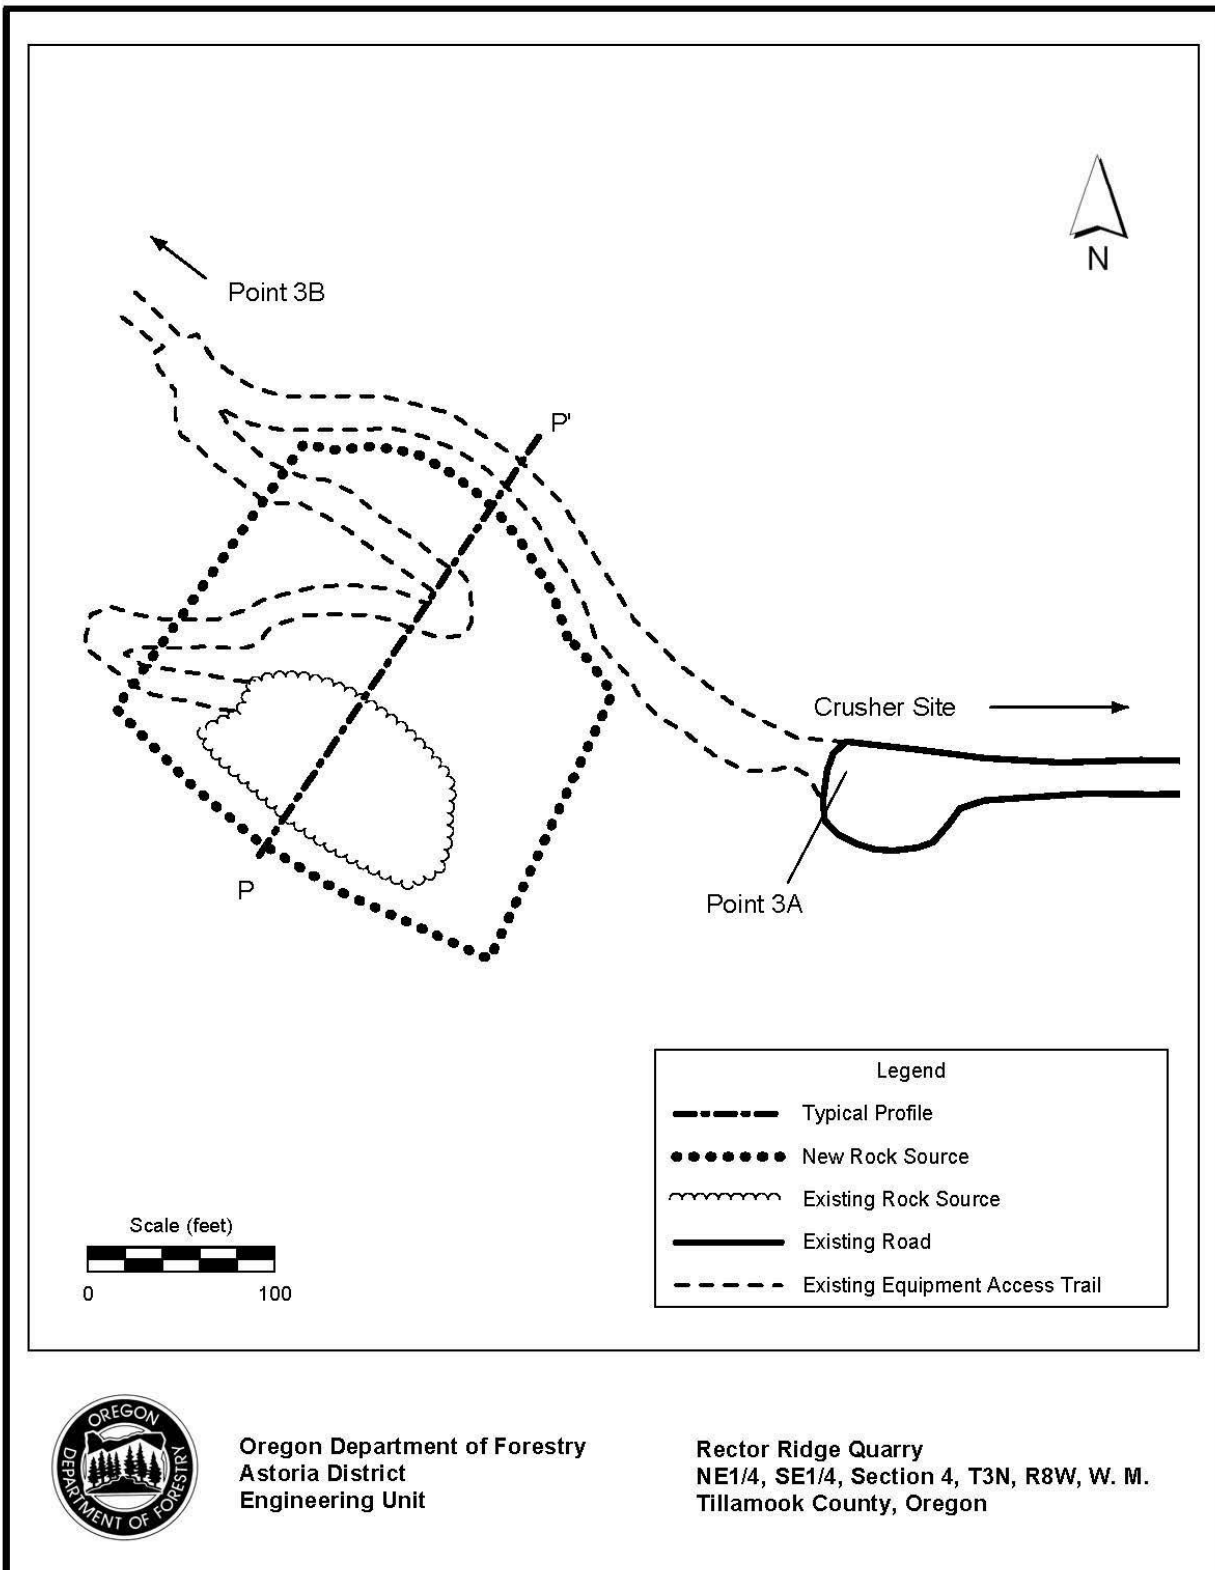 N
Point 3B
P'
Crusher Site
Point 3A
P
Legend
Typical Profile
New Rock Source
Existing Rock Source
Existing Road
Existing Equipment Access Trail
Scale (feet)
0 100
OREGON
DEPARTMENT OF FORESTRY
Oregon Department of Forestry
Astoria District
Engineering Unit
Rector Ridge Quarry
NE1/4, SE1/4, Section 4, T3N, R8W, W. M.
Tillamook County, Oregon